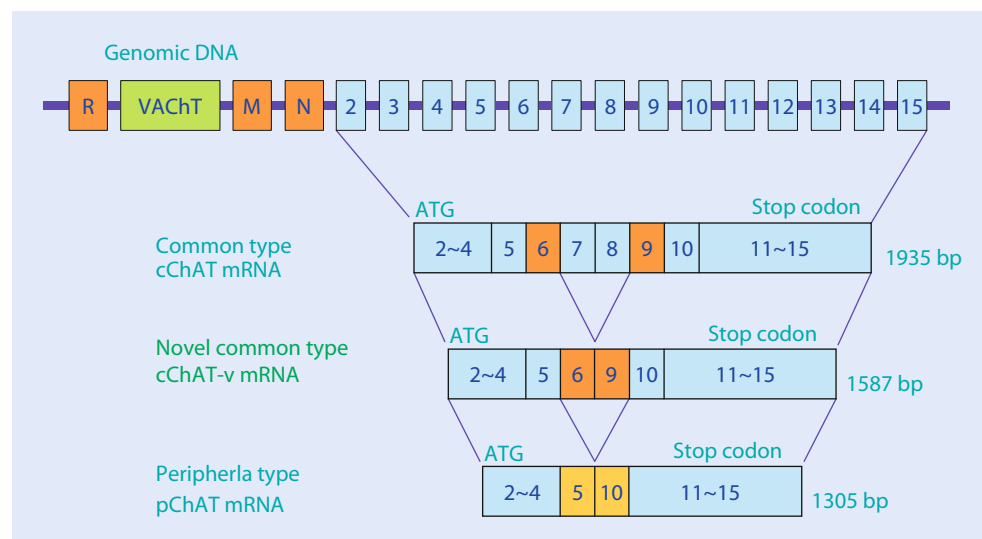 Genomic DNA
R VAChT M N 2 3 4 5 6 7 8 9 10 11 12 13 14 15
ATG Stop codon
Common type
cChAT mRNA
2~4 5 6 7 8 9 10 11~15
1935 bp
ATG Stop codon
Novel common type
cChAT-v mRNA
2~4 5 6 9 10 11~15
1587 bp
ATG Stop codon
Peripherla type
pChAT mRNA
2~4 5 10 11~15
1305 bp